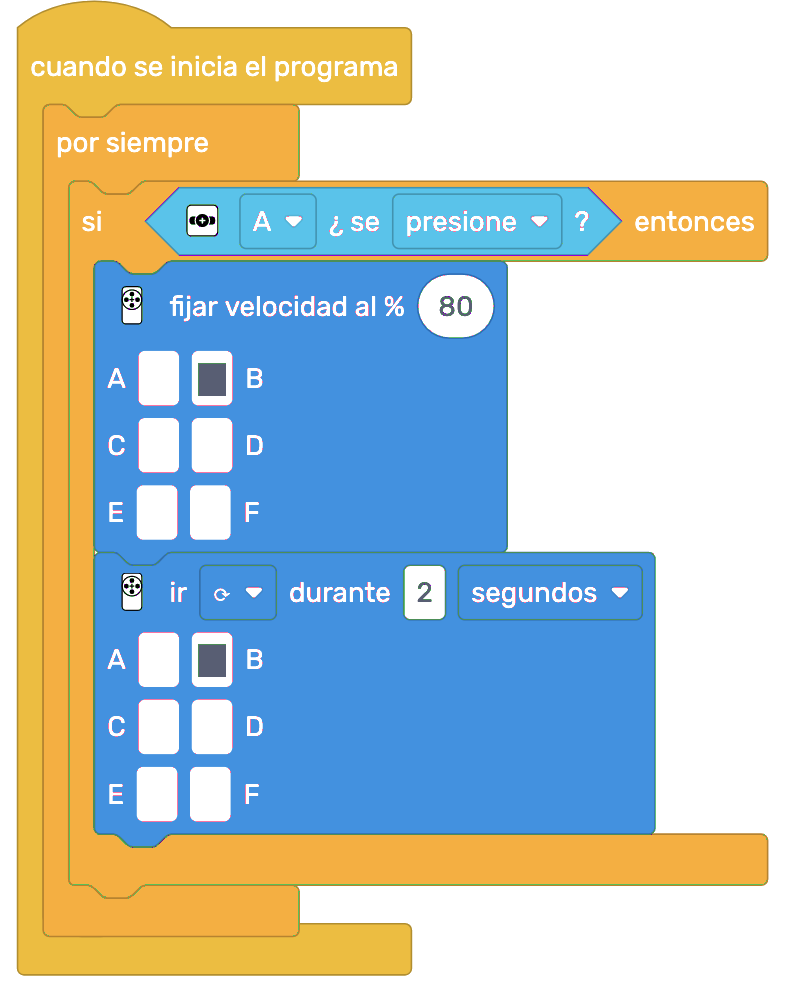 cuando se inicia el programa
por siempre
si A ¿ se presione ? entonces
fijar velocidad al % 80
A B
C D
E F
ir durante 2 segundos
A B
C D
E F